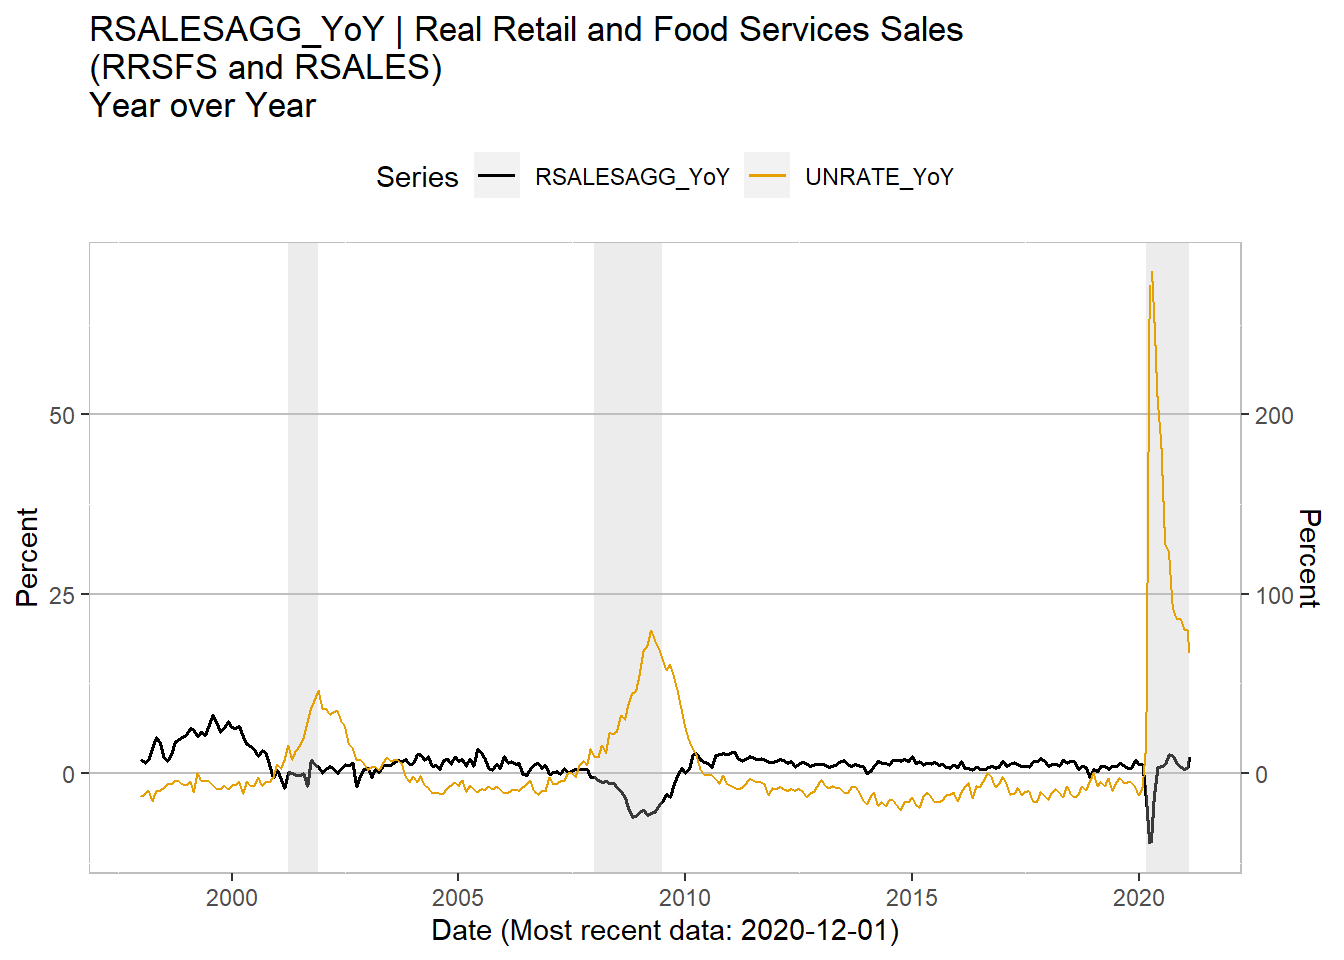 RSALESAGG_YoY | Real Retail and Food Services Sales
(RRSFS and RSALES)
Year over Year
Series RSALESAGG_YoY UNRATE_YoY
50
25
0
Percent
200
100
0
Percent
2000 2005 2010 2015 2020
Date (Most recent data: 2020-12-01)